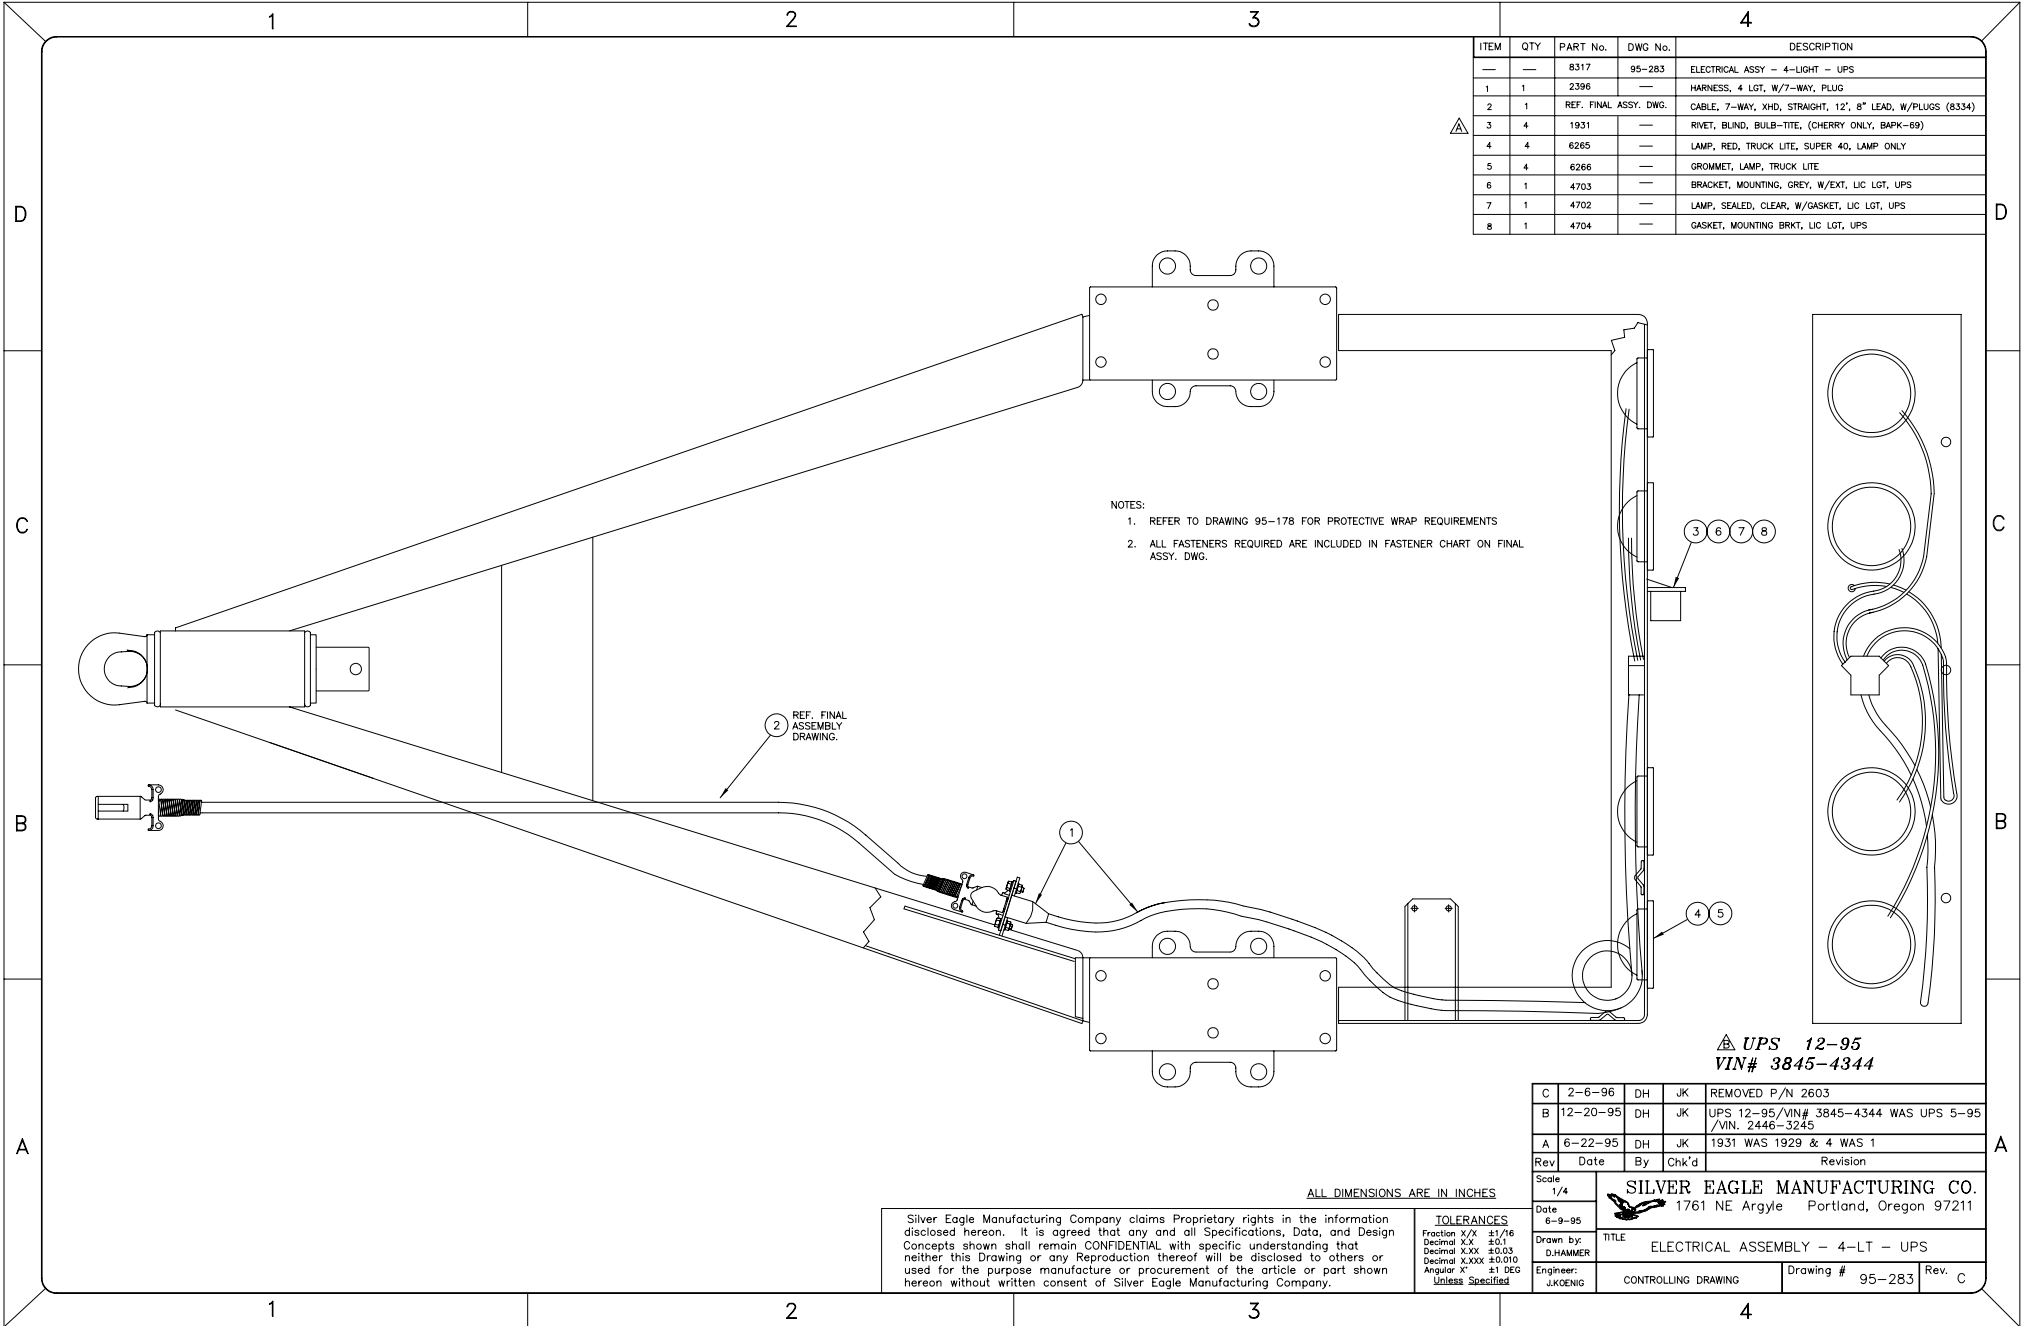 1 2 3 4
ITEM QTY PART No. DWG No. DESCRIPTION
— — 8317 95-283 ELECTRICAL ASSY - 4-LIGHT - UPS
1 1 2396 — HARNESS, 4 LGT, W/7-WAY, PLUG
2 1 REF. FINAL ASSY. DWG. CABLE, 7-WAY, XHD, STRAIGHT, 12', 8" LEAD, W/PLUGS (8334)
A 3 4 1931 — RIVET, BLIND, BULB-TITE, (CHERRY ONLY, BAPK-69)
4 4 6265 — LAMP, RED, TRUCK LITE, SUPER 40, LAMP ONLY
5 4 6266 — GROMMET, LAMP, TRUCK LITE
6 1 4703 — BRACKET, MOUNTING, GREY, W/EXT, LIC LGT, UPS
7 1 4702 — LAMP, SEALED, CLEAR, W/GASKET, LIC LGT, UPS
8 1 4704 — GASKET, MOUNTING BRKT, LIC LGT, UPS
D D
NOTES:
1. REFER TO DRAWING 95-178 FOR PROTECTIVE WRAP REQUIREMENTS
2. ALL FASTENERS REQUIRED ARE INCLUDED IN FASTENER CHART ON FINAL
ASSY. DWG.
C C
3 6 7 8
2 REF. FINAL
ASSEMBLY
DRAWING.
B B
1
4 5
B UPS 12-95
VIN# 3845-4344
C 2-6-96 DH JK REMOVED P/N 2603
B 12-20-95 DH JK UPS 12-95/VIN# 3845-4344 WAS UPS 5-95
/VIN. 2446-3245
A 6-22-95 DH JK 1931 WAS 1929 & 4 WAS 1
Rev Date By Chk'd Revision
A A
ALL DIMENSIONS ARE IN INCHES
Silver Eagle Manufacturing Company claims Proprietary rights in the information
disclosed hereon. It is agreed that any and all Specifications, Data, and Design
Concepts shown shall remain CONFIDENTIAL with specific understanding that
neither this Drawing or any Reproduction thereof will be disclosed to others or
used for the purpose manufacture or procurement of the article or part shown
hereon without written consent of Silver Eagle Manufacturing Company.
TOLERANCES
Fraction X/X ±1/16
Decimal X.X ±0.1
Decimal X.XX ±0.03
Decimal X.XXX ±0.010
Angular X° ±1 DEG
Unless Specified
Scale
1/4
Date
6-9-95
Drawn by:
D.HAMMER
Engineer:
J.KOENIG
SILVER EAGLE MANUFACTURING CO.
1761 NE Argyle Portland, Oregon 97211
TITLE
ELECTRICAL ASSEMBLY - 4-LT - UPS
CONTROLLING DRAWING
Drawing # 95-283
Rev. C
1 2 3 4